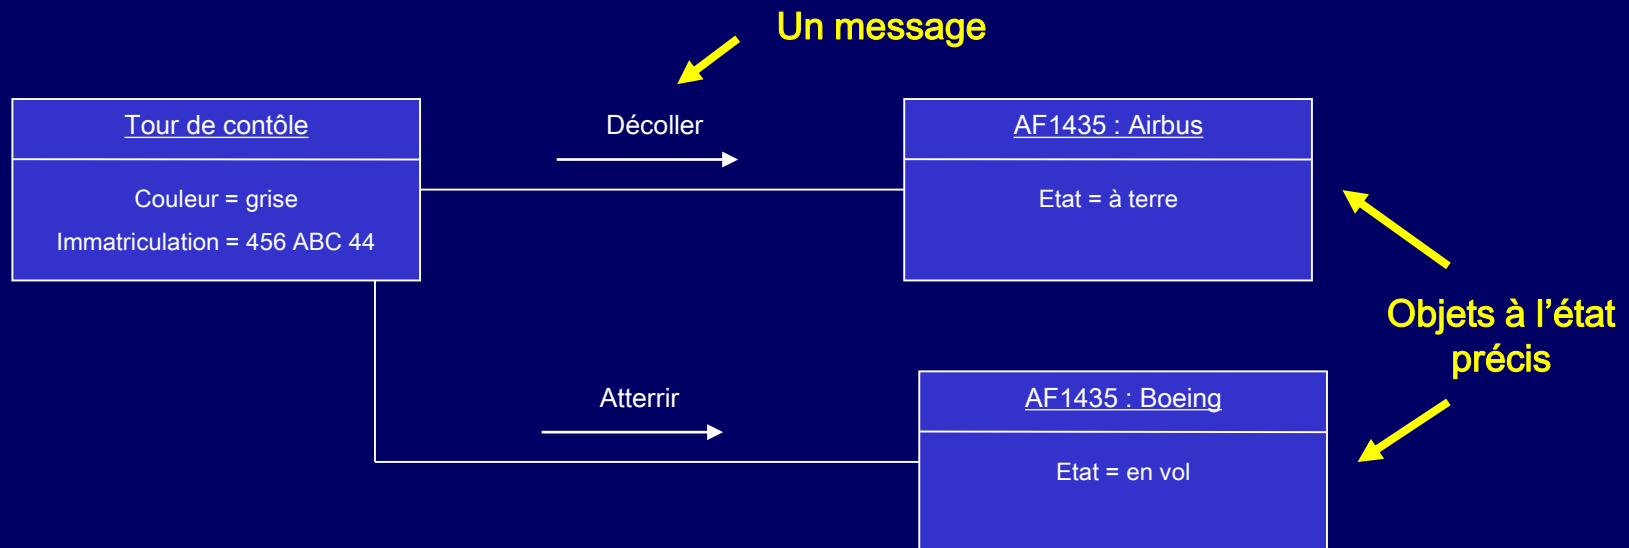 Un message
Tour de contôle
Décoller
AF1435 : Airbus
Couleur = grise
Etat = à terre
Immatriculation = 456 ABC 44
Objets à l’état
précis
Atterrir
AF1435 : Boeing
Etat = en vol